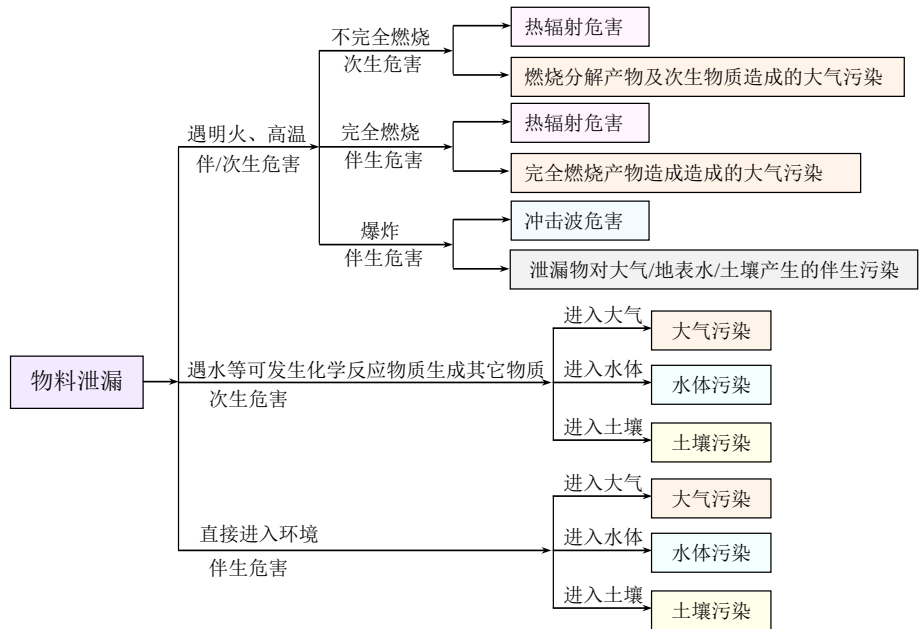 不完全燃烧
次生危害
热辐射危害
燃烧分解产物及次生物质造成的大气污染
遇明火、高温
伴/次生危害
完全燃烧
伴生危害
热辐射危害
完全燃烧产物造成造成的大气污染
爆炸
伴生危害
冲击波危害
泄漏物对大气/地表水/土壤产生的伴生污染
物料泄漏
遇水等可发生化学反应物质生成其它物质
次生危害
进入大气
大气污染
进入水体
水体污染
进入土壤
土壤污染
直接进入环境
伴生危害
进入大气
大气污染
进入水体
水体污染
进入土壤
土壤污染